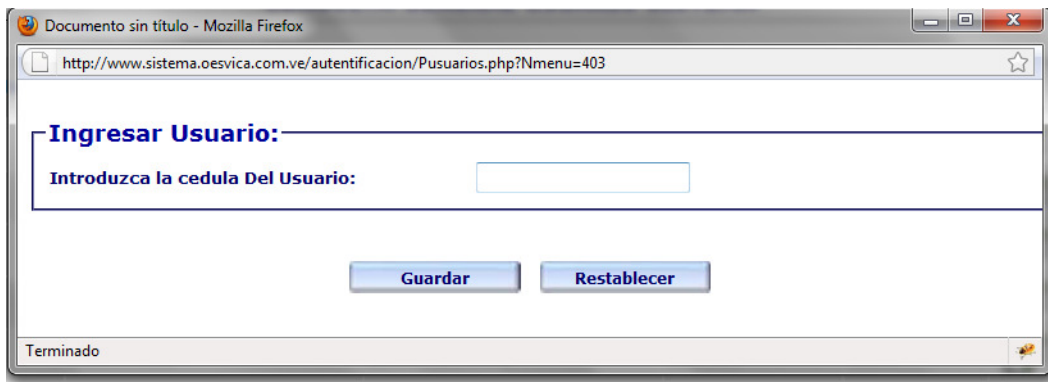 Documento sin título - Mozilla Firefox
http://www.sistema.oesvica.com.ve/autentificacion/Pusuarios.php?Nmenu=403
Ingresar Usuario:
Introduzca la cedula Del Usuario:
Guardar Restablecer
Terminado